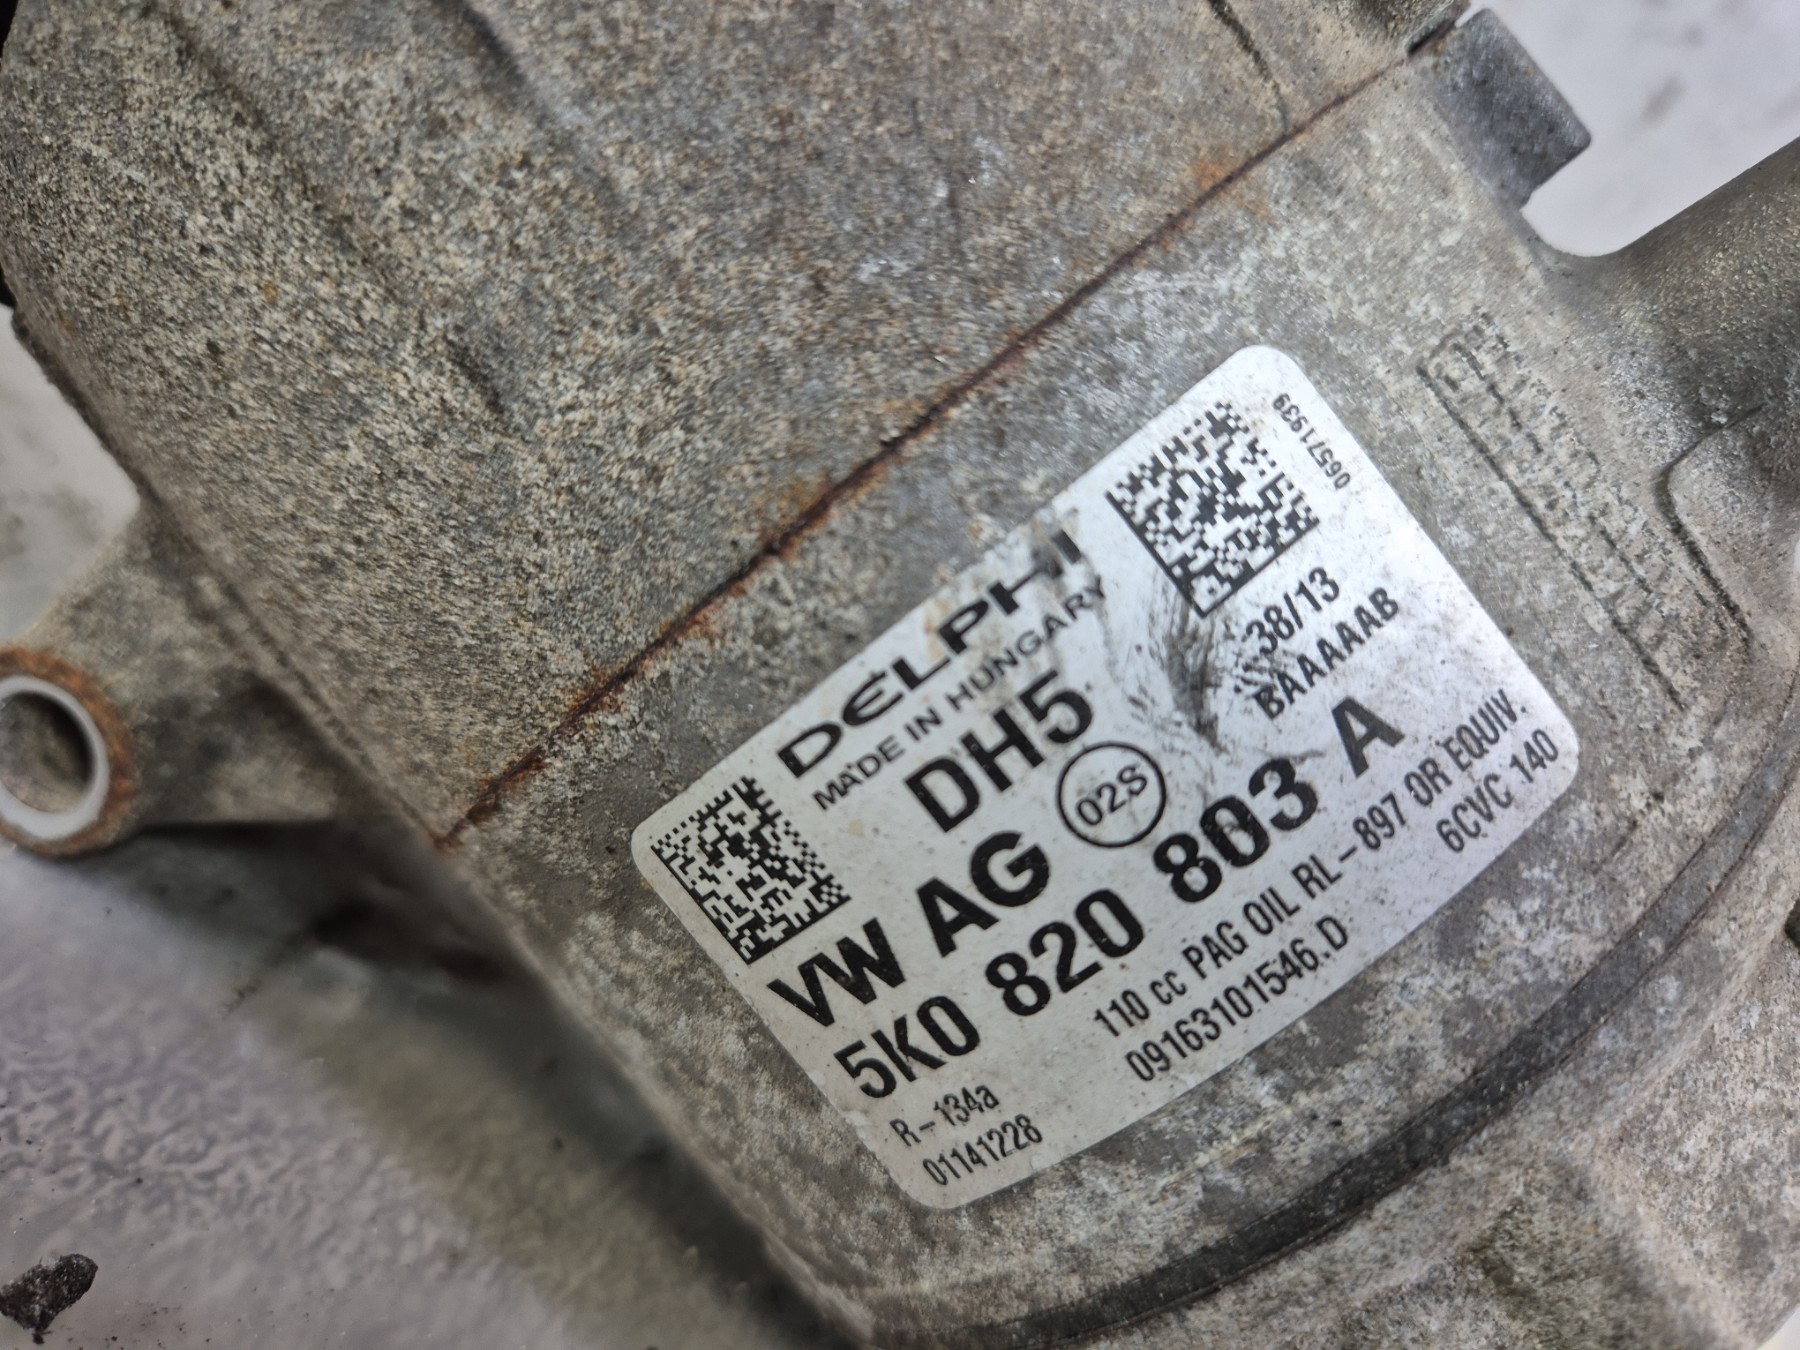 06571939
DELPHI
MADE IN HUNGARY
38/13
DH5
BAAAAAB
VW AG 02S
5K0 820 803 A
R-134a 110 cc PAG OIL RL-897 OR EQUIV.
01141228 09163101546.D 6CVC 140